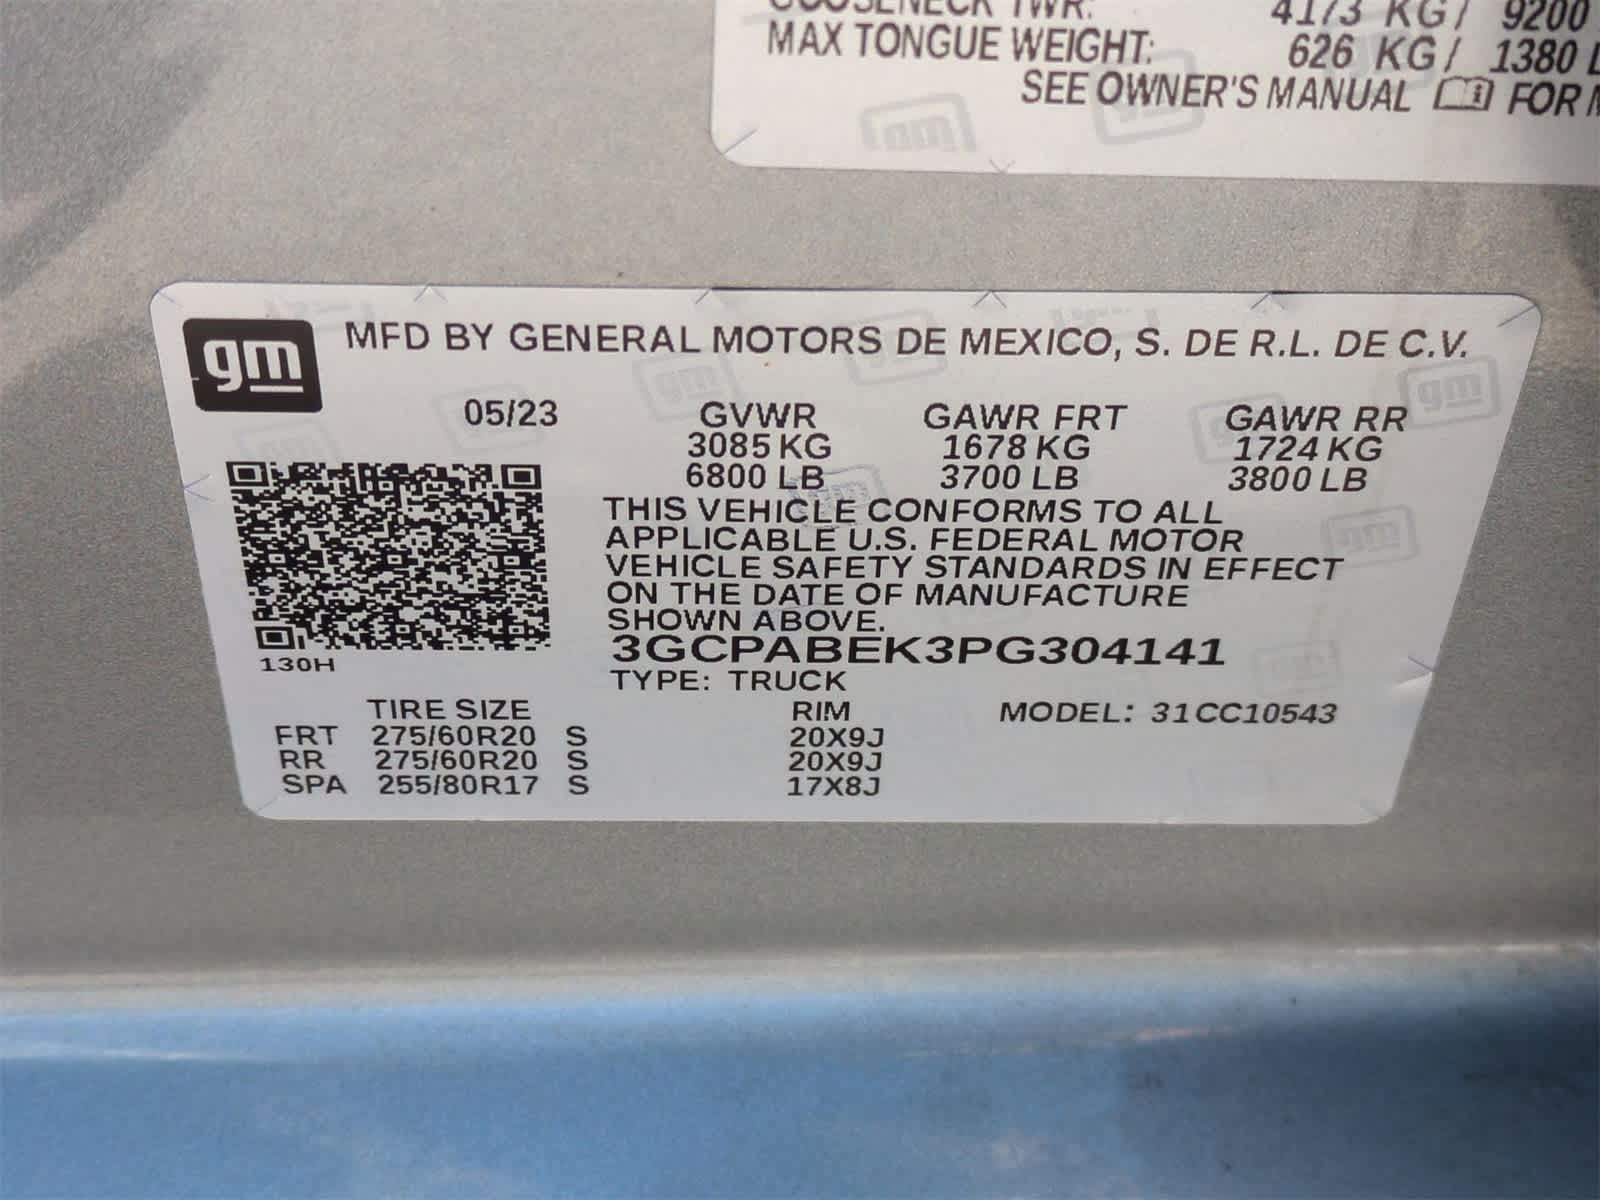 GOOSENECK TWR: 4173 KG / 9200
MAX TONGUE WEIGHT: 626 KG / 1380
SEE OWNER'S MANUAL FOR
gm
MFD BY GENERAL MOTORS DE MEXICO, S. DE R.L. DE C.V.
05/23 GVWR GAWR FRT GAWR RR
3085 KG 1678 KG 1724 KG
6800 LB 3700 LB 3800 LB
THIS VEHICLE CONFORMS TO ALL
APPLICABLE U.S. FEDERAL MOTOR
VEHICLE SAFETY STANDARDS IN EFFECT
ON THE DATE OF MANUFACTURE
SHOWN ABOVE.
3GCPABEK3PG304141
130H
TYPE: TRUCK
TIRE SIZE RIM MODEL: 31CC10543
FRT 275/60R20 S 20X9J
RR 275/60R20 S 20X9J
SPA 255/80R17 S 17X8J